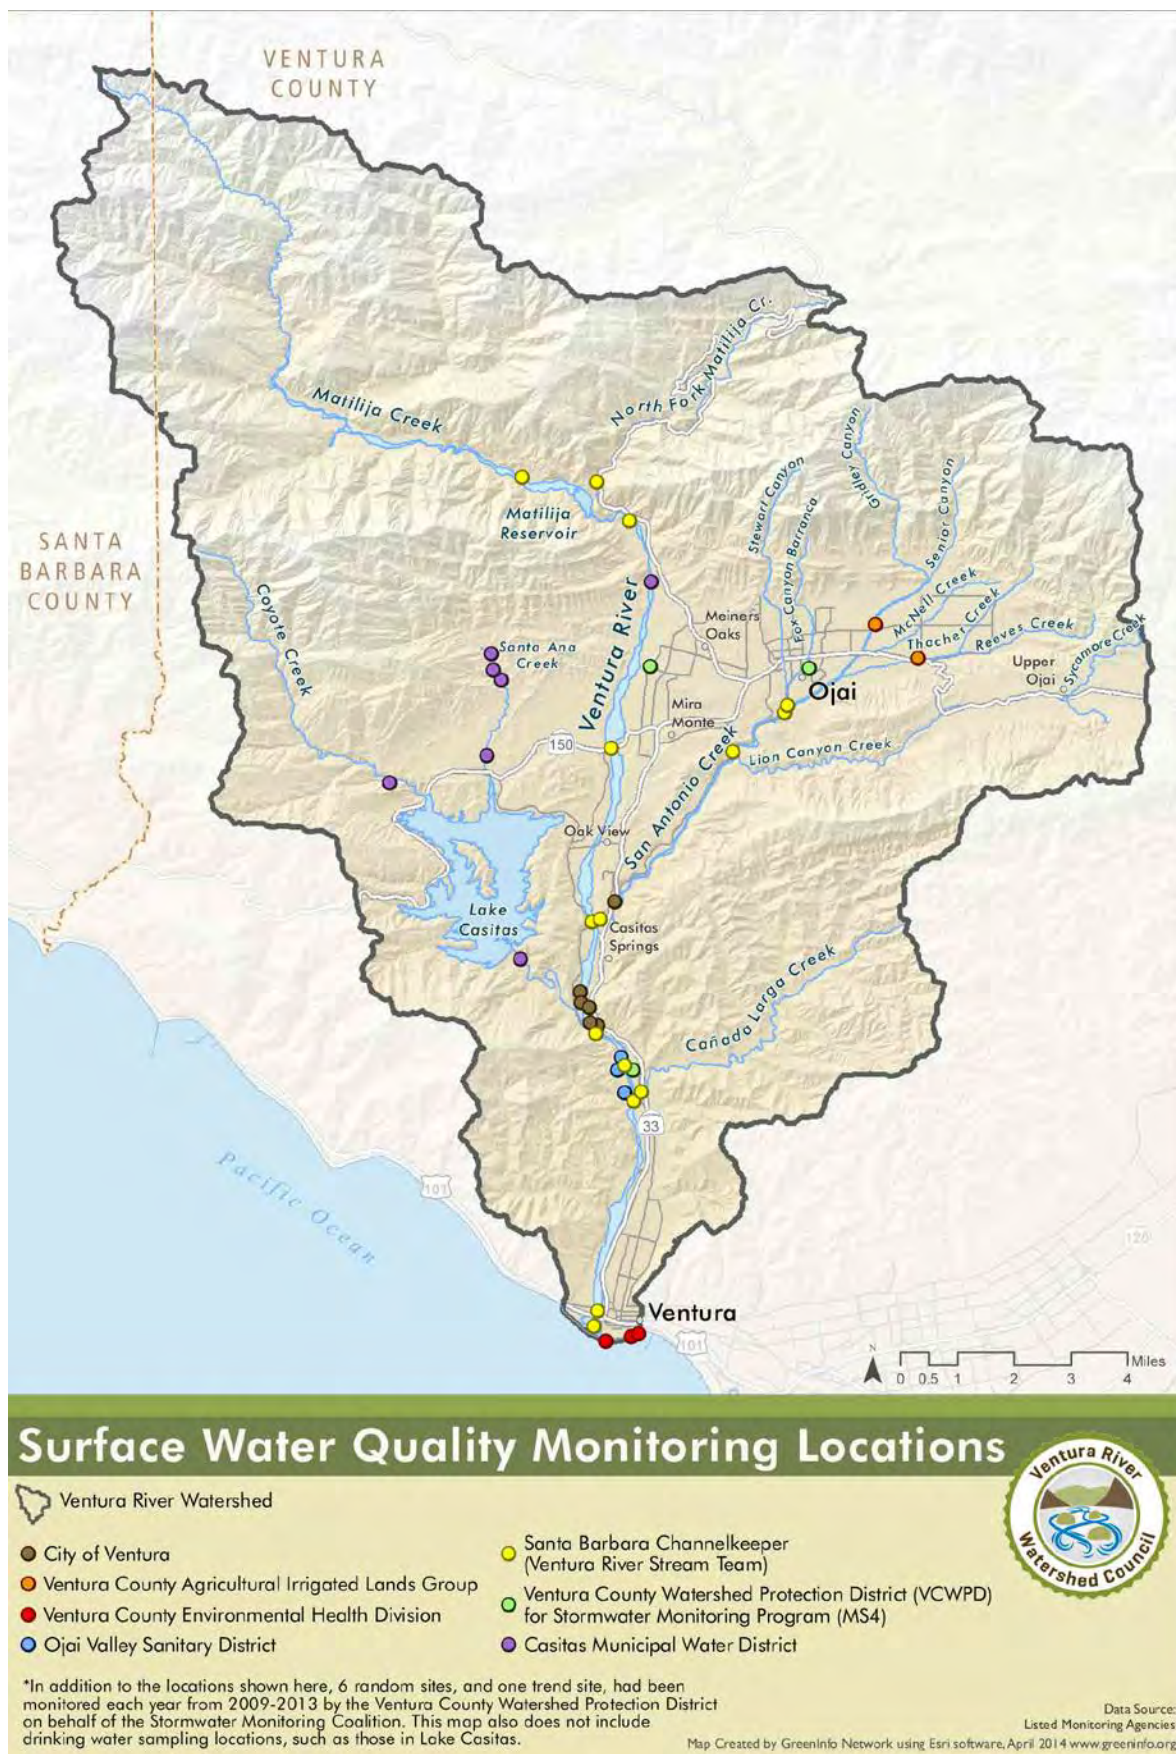 VENTURA
COUNTY
North Fork Matilija Cr.
Matilija Creek
Gridley Canyon
Stewart Canyon
Senior Canyon
Fox Canyon Barranca
Matilija
Reservoir
SANTA
BARBARA
COUNTY
Coyote Creek
Ventura River
McNell Creek
Thacher Creek
Reeves Creek
Sycamore Creek
Meiners
Oaks
Santa Ana
Creek
Upper
Ojai
Ojai
Mira
Monte
150
Lion Canyon Creek
San Antonio Creek
Oak View
Lake
Casitas
Casitas
Springs
Cañada Larga Creek
33
Pacific Ocean
101
126
Ventura
101
N
0 0.5 1 2 3 4 Miles
Surface Water Quality Monitoring Locations
Ventura River
Watershed Council
Ventura River Watershed
City of Ventura
Ventura County Agricultural Irrigated Lands Group
Ventura County Environmental Health Division
Ojai Valley Sanitary District
Santa Barbara Channelkeeper
(Ventura River Stream Team)
Ventura County Watershed Protection District (VCWPD)
for Stormwater Monitoring Program (MS4)
Casitas Municipal Water District
*In addition to the locations shown here, 6 random sites, and one trend site, had been
monitored each year from 2009-2013 by the Ventura County Watershed Protection District
on behalf of the Stormwater Monitoring Coalition. This map also does not include
drinking water sampling locations, such as those in Lake Casitas.
Data Source:
Listed Monitoring Agencies
Map Created by GreenInfo Network using Esri software, April 2014 www.greeninfo.org